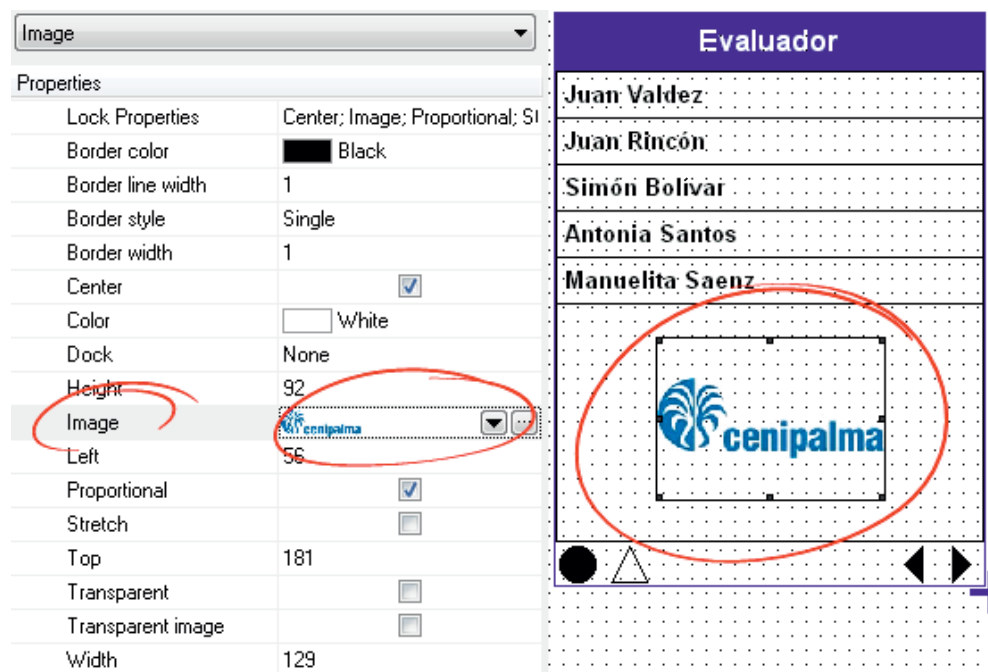 Image
Properties
Lock Properties Center; Image; Proportional;
Border color Black
Border line width 1
Border style Single
Border width 1
Center
Color White
Dock None
Height 92
Image cenipalma
Left 56
Proportional
Stretch
Top 181
Transparent
Transparent image
Width 129
Evaluador
Juan Valdez
Juan Rincón
Simón Bolívar
Antonia Santos
Manuelita Saenz
cenipalma